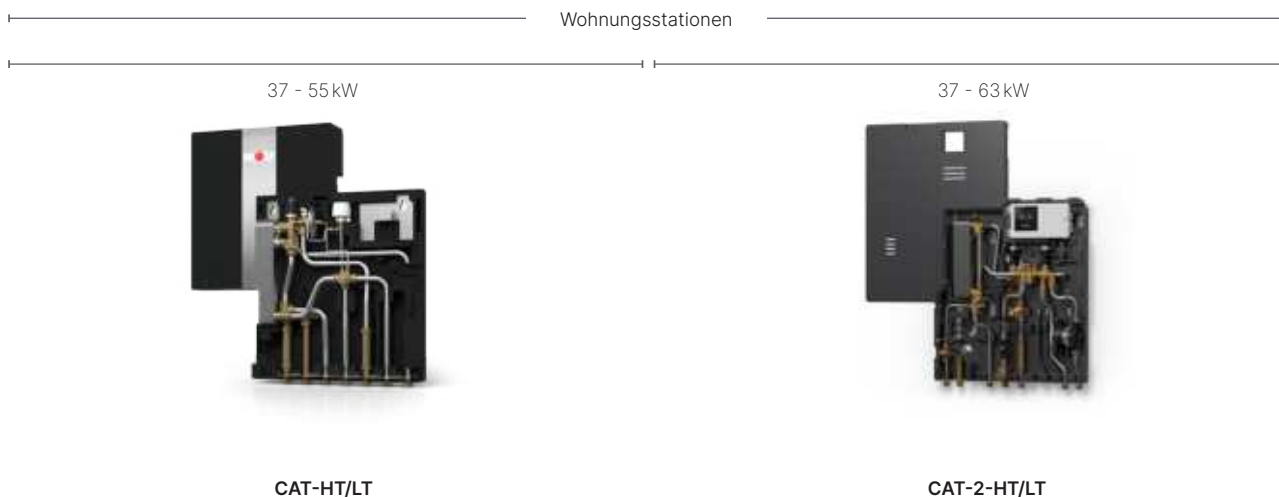 Wohnungsstationen
37 - 55 kW
37 - 63 kW
CAT-HT/LT
CAT-2-HT/LT